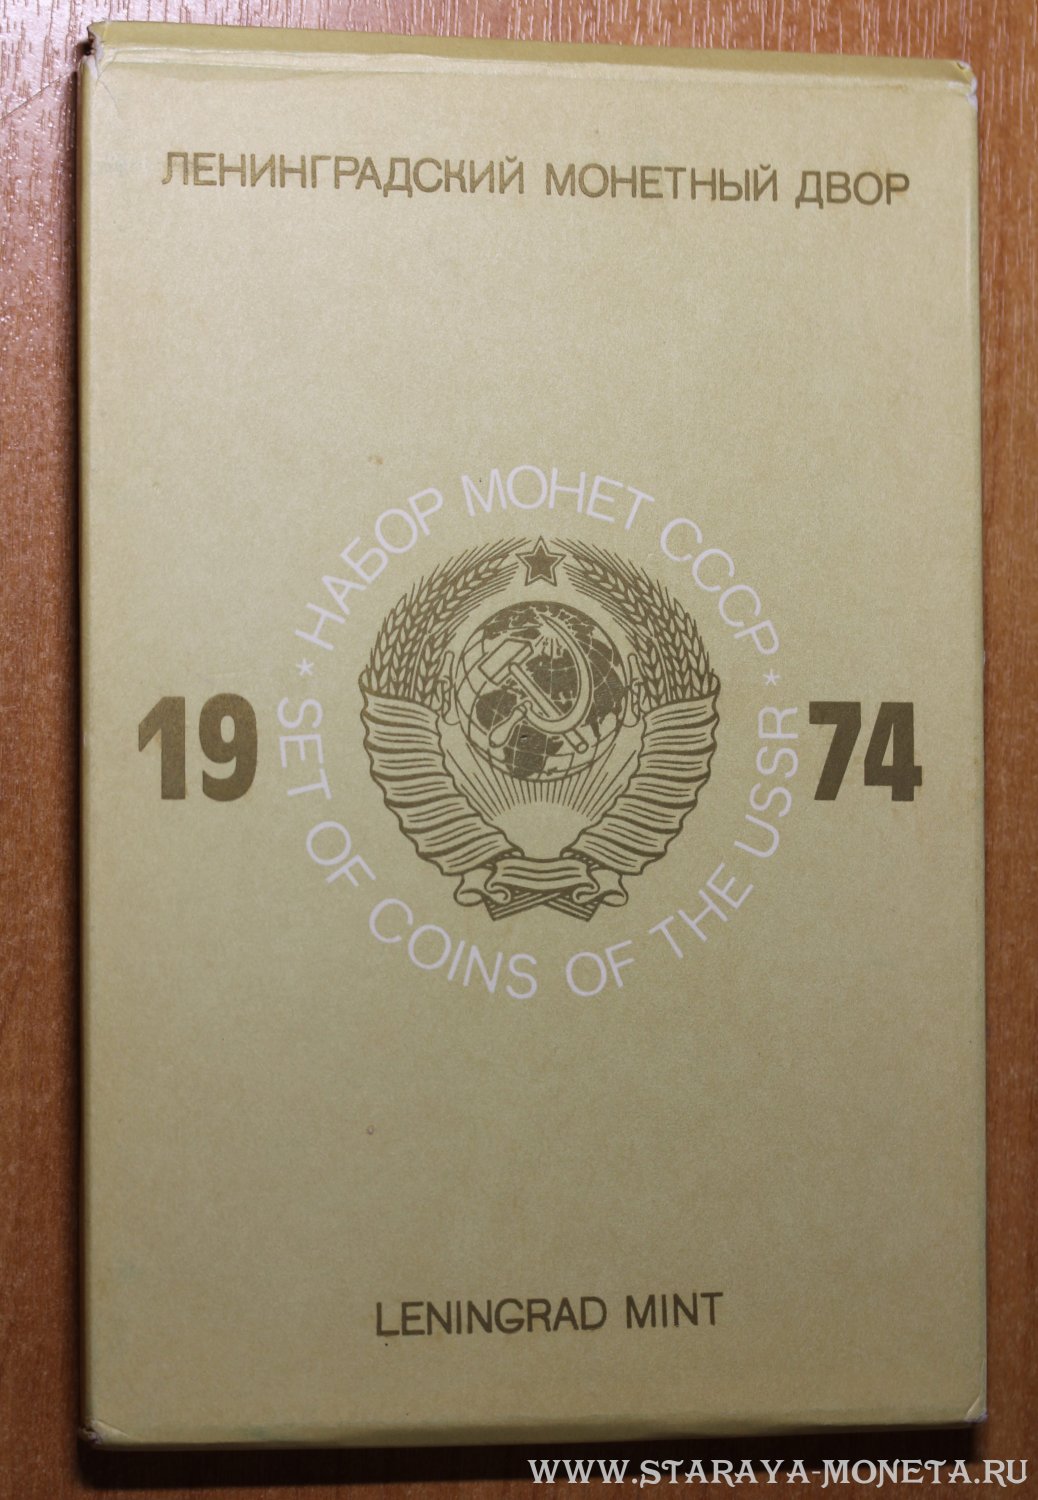 ЛЕНИНГРАДСКИЙ МОНЕТНЫЙ ДВОР
* НАБОР МОНЕТ СССР *
19 74
SET OF COINS OF THE USSR
LENINGRAD MINT
WWW.STARAYA-MONETA.RU